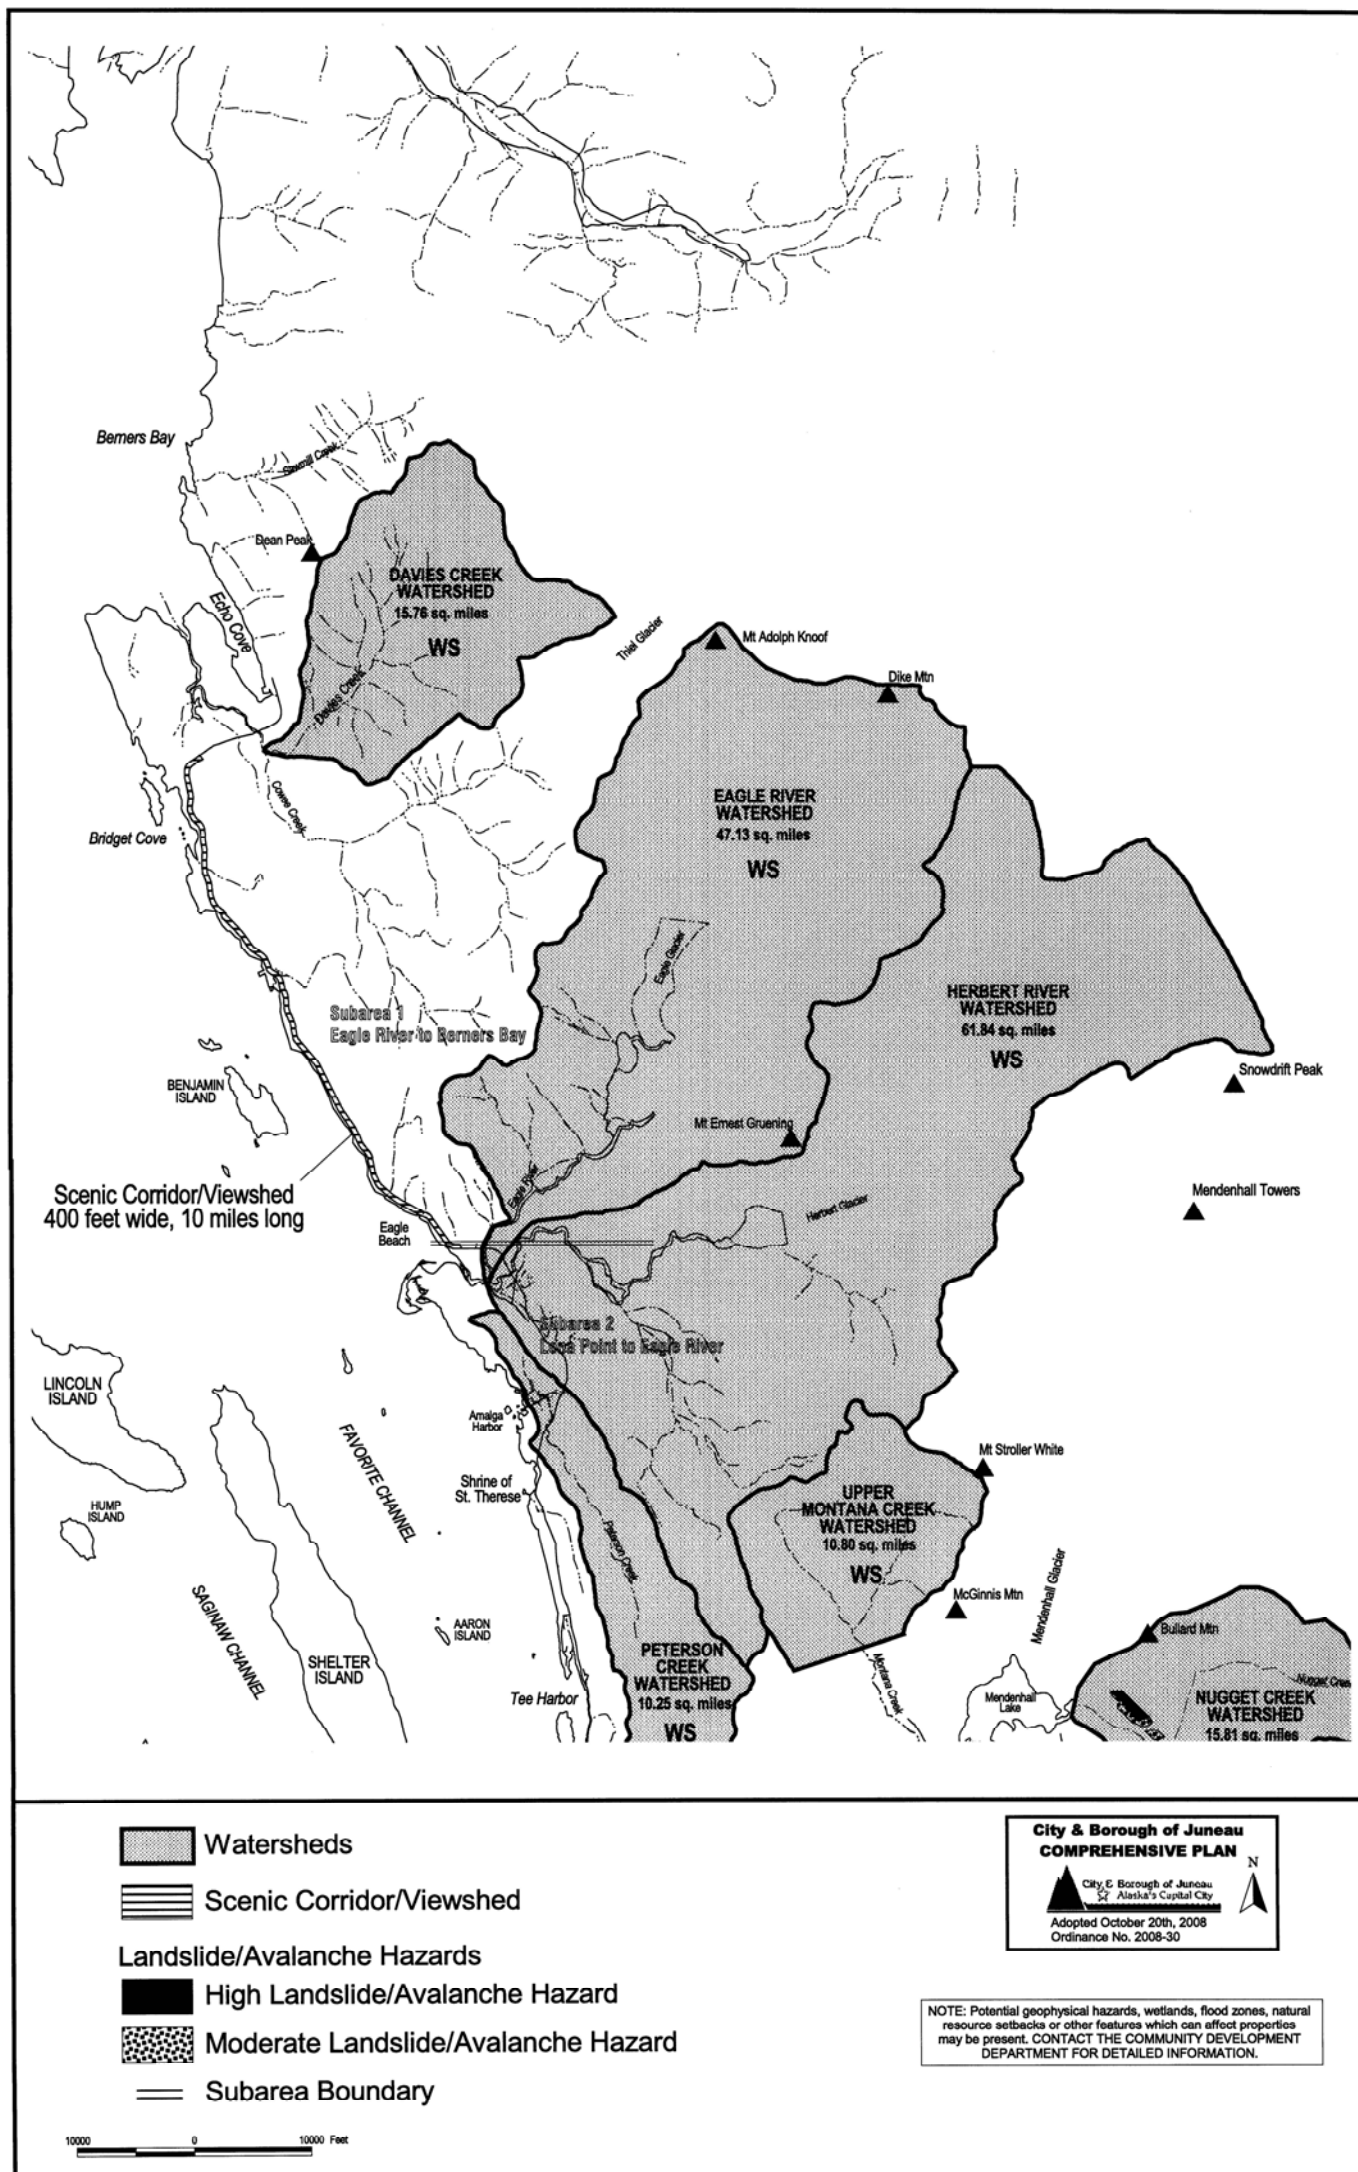 Berners Bay
Sawmill Creek
Dean Peak
DAVIES CREEK
WATERSHED
15.76 sq. miles
WS
Echo Cove
Davies Creek
Thiel Glacier
Mt Adolph Knoof
Dike Mtn
Cowee Creek
Bridget Cove
EAGLE RIVER
WATERSHED
47.13 sq. miles
WS
Eagle Glacier
HERBERT RIVER
WATERSHED
61.84 sq. miles
WS
Subarea 1
Eagle River to Berners Bay
Snowdrift Peak
BENJAMIN
ISLAND
Mt Ernest Gruening
Scenic Corridor/Viewshed
400 feet wide, 10 miles long
Eagle River
Mendenhall Towers
Herbert Glacier
Eagle
Beach
Subarea 2
Lena Point to Eagle River
LINCOLN
ISLAND
Amalga
Harbor
FAVORITE CHANNEL
Mt Stroller White
Shrine of
St. Therese
UPPER
MONTANA CREEK
WATERSHED
10.80 sq. miles
WS
HUMP
ISLAND
Peterson Creek
McGinnis Mtn
Mendenhall Glacier
SAGINAW CHANNEL
AARON
ISLAND
Bullard Mtn
SHELTER
ISLAND
PETERSON
CREEK
WATERSHED
10.25 sq. miles
WS
Montana Creek
Tee Harbor
Mendenhall
Lake
Nugget Creek
NUGGET CREEK
WATERSHED
15.81 sq. miles
Watersheds
Scenic Corridor/Viewshed
Landslide/Avalanche Hazards
High Landslide/Avalanche Hazard
Moderate Landslide/Avalanche Hazard
Subarea Boundary
10000 0 10000 Feet
City & Borough of Juneau
COMPREHENSIVE PLAN
N
City & Borough of Juneau
Alaska's Capital City
Adopted October 20th, 2008
Ordinance No. 2008-30
NOTE: Potential geophysical hazards, wetlands, flood zones, natural
resource setbacks or other features which can affect properties
may be present. CONTACT THE COMMUNITY DEVELOPMENT
DEPARTMENT FOR DETAILED INFORMATION.